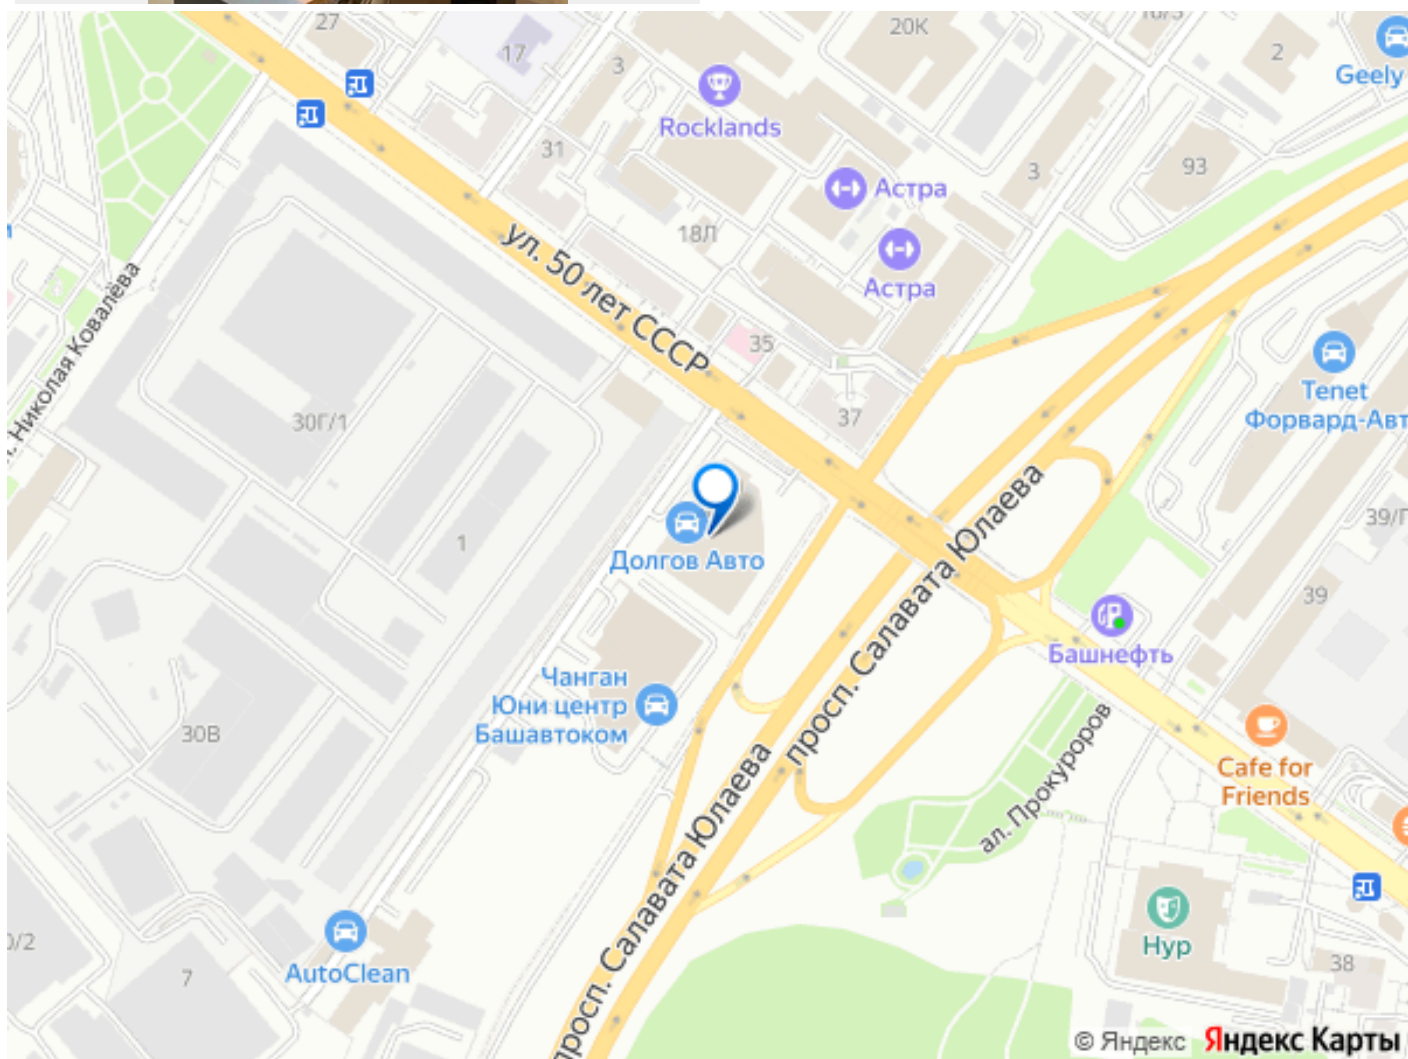 27
17
3
20К
2
Geely
Rocklands
31
3
93
Астра
18Л
Астра
ул. 50 лет СССР
Николая Ковалёва
35
Tenet
Форвард-Авт
30Г/1
37
просп. Салавата Юлаева
39/Г
1
Долгов Авто
39
Башнефть
Чанган
Юни центр
Башавтоком
30В
ал. Прокуроров
Cafe for
Friends
просп. Салавата Юлаева
0/2
7
AutoClean
Нур
38
© Яндекс Яндекс Карты